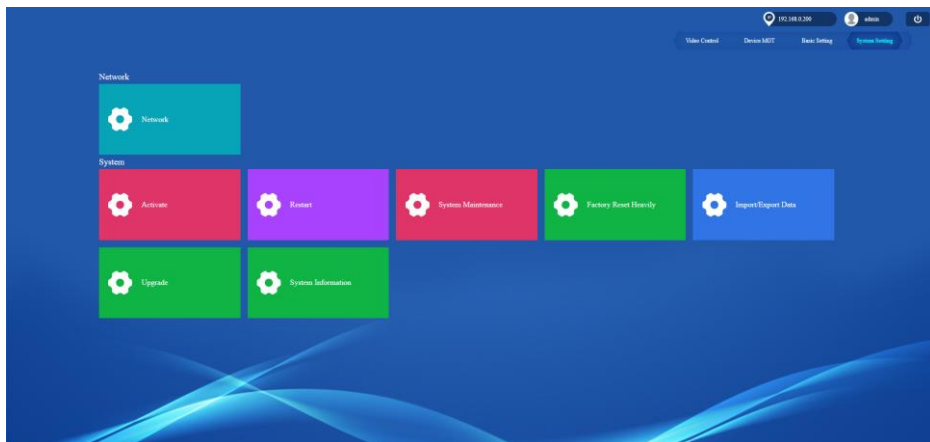 192.168.0.200 admin
Video Control Device MGT Basic Setting System Setting
Network
Network
System
Activate Restart System Maintenance Factory Reset Heavily Import/Export Data
Upgrade System Information